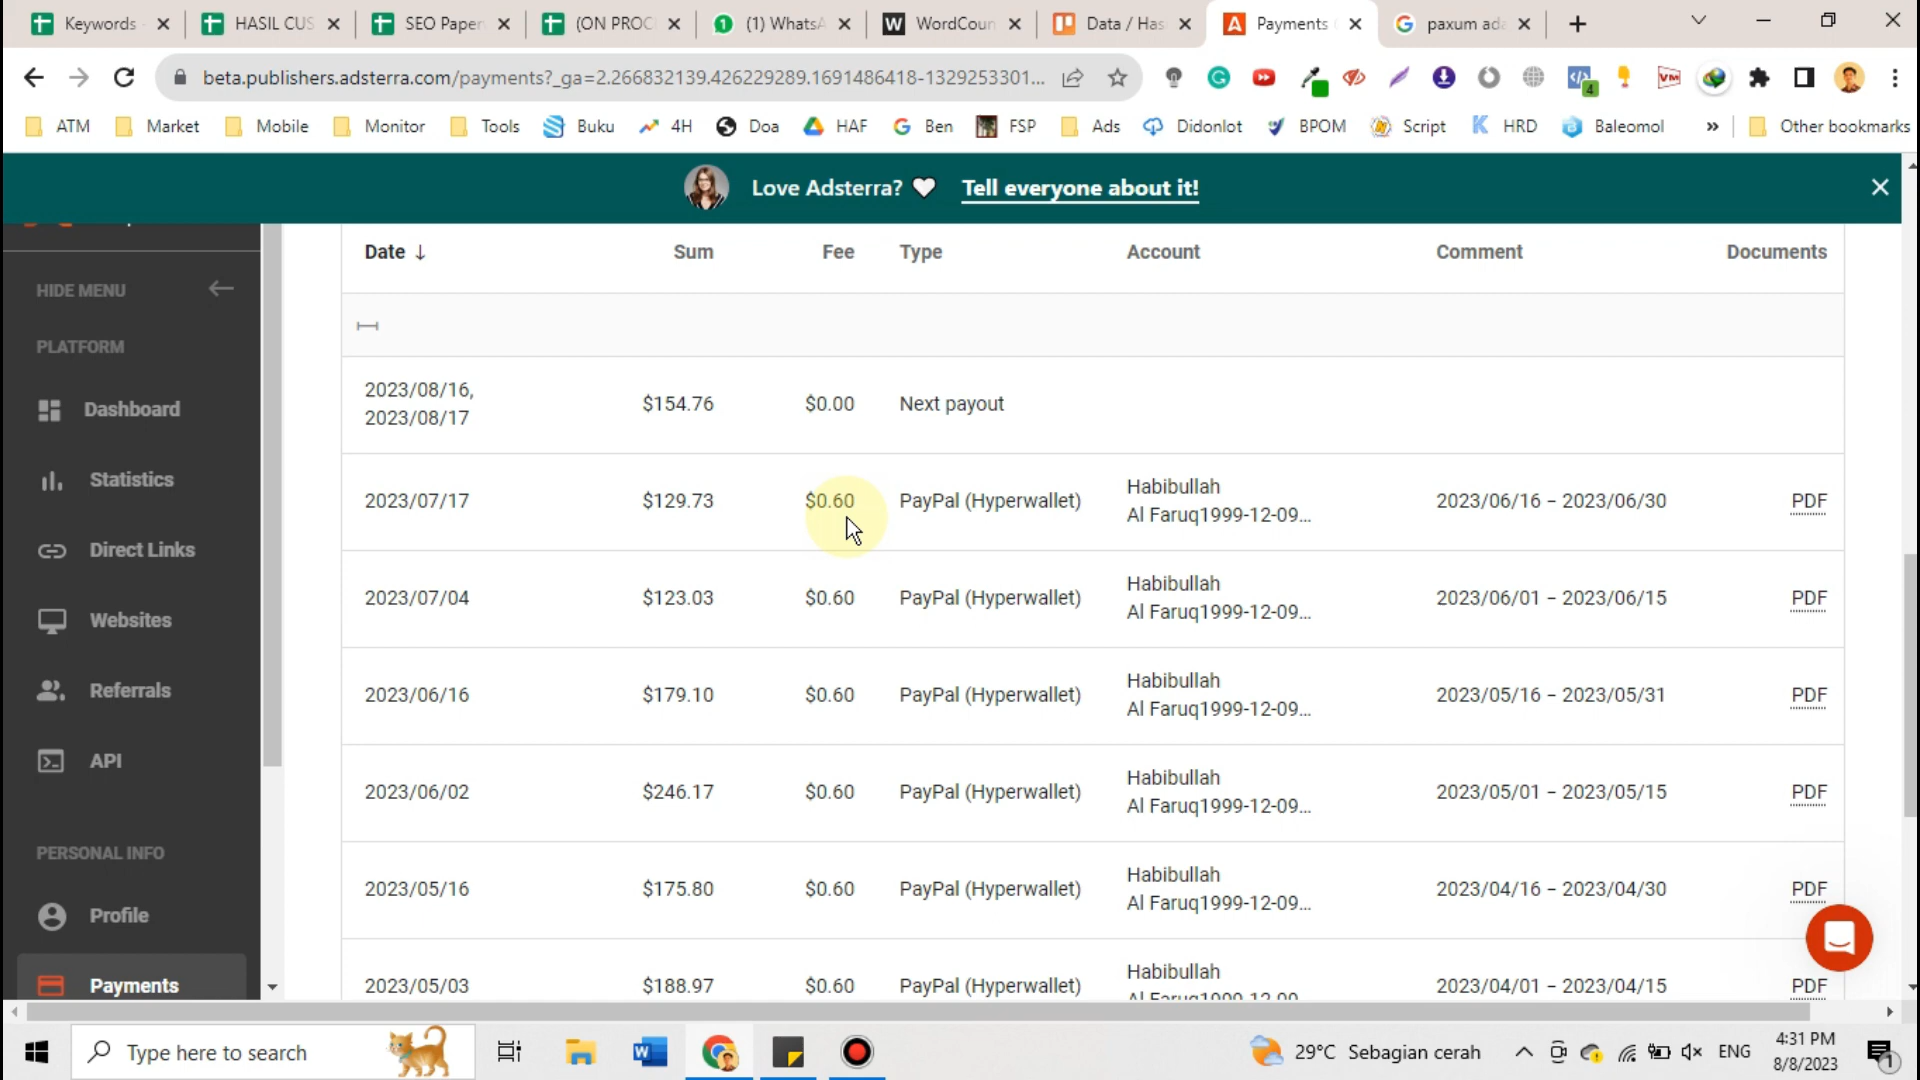 Keywords
HASIL CUS
SEO Paper
(ON PROC
(1) WhatsA
WordCoun
Data / Has
Payments
paxum ada
beta.publishers.adsterra.com/payments?_ga=2.266832139.426229289.1691486418-1329253301...
ATM Market Mobile Monitor Tools Buku 4H Doa HAF Ben FSP Ads Didonlot BPOM Script HRD Baleomol » Other bookmarks
Love Adsterra? Tell everyone about it!
HIDE MENU
PLATFORM
Dashboard
Statistics
Direct Links
Websites
Referrals
API
PERSONAL INFO
Profile
Payments
Date ↓ Sum Fee Type Account Comment Documents
2023/08/16,
2023/08/17 $154.76 $0.00 Next payout
2023/07/17 $129.73 $0.60 PayPal (Hyperwallet) Habibullah
Al Faruq1999-12-09... 2023/06/16 - 2023/06/30 PDF
2023/07/04 $123.03 $0.60 PayPal (Hyperwallet) Habibullah
Al Faruq1999-12-09... 2023/06/01 - 2023/06/15 PDF
2023/06/16 $179.10 $0.60 PayPal (Hyperwallet) Habibullah
Al Faruq1999-12-09... 2023/05/16 - 2023/05/31 PDF
2023/06/02 $246.17 $0.60 PayPal (Hyperwallet) Habibullah
Al Faruq1999-12-09... 2023/05/01 - 2023/05/15 PDF
2023/05/16 $175.80 $0.60 PayPal (Hyperwallet) Habibullah
Al Faruq1999-12-09... 2023/04/16 - 2023/04/30 PDF
2023/05/03 $188.97 $0.60 PayPal (Hyperwallet) Habibullah
2023/04/01 - 2023/04/15 PDF
Type here to search
29°C Sebagian cerah
ENG
4:31 PM
8/8/2023
1